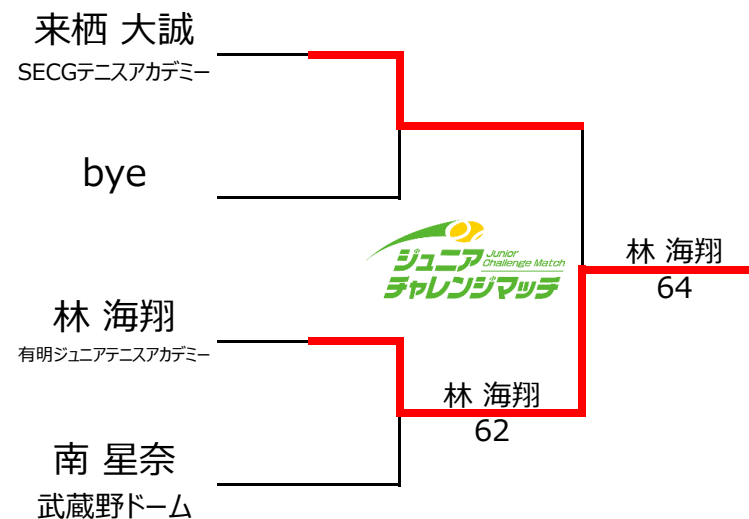 来栖 大誠
SECGテニスアカデミー
bye
Junior
Challenge Match
ジュニア
チャレンジマッチ
林 海翔
64
林 海翔
有明ジュニアテニスアカデミー
林 海翔
62
南 星奈
武蔵野ドーム